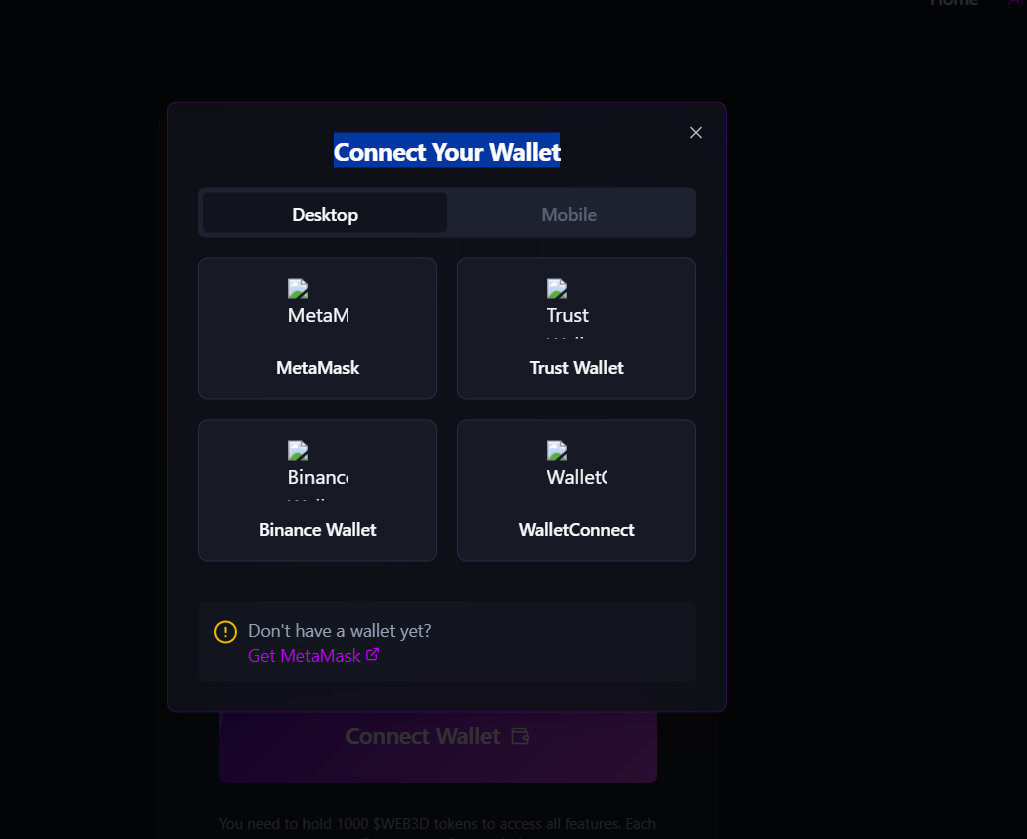 Home
Connect Your Wallet
Desktop Mobile
MetaM Trust
MetaMask Trust Wallet
Binanc WalletC
Binance Wallet WalletConnect
Don't have a wallet yet?
Get MetaMask
Connect Wallet
You need to hold 1000 $WEB3D tokens to access all features. Each